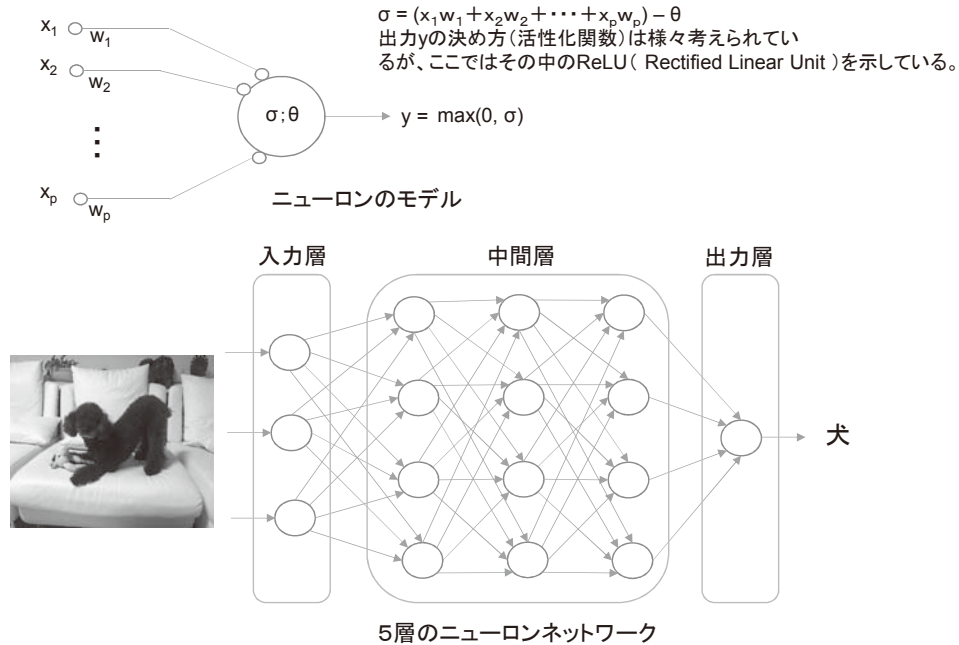 σ = (x₁w₁+x₂w₂+・・・+xₚwₚ) – θ
出力yの決め方(活性化関数)は様々考えられてい
るが、ここではその中のReLU( Rectified Linear Unit )を示している。
x₁
w₁
x₂
w₂
⋮
xₚ
wₚ
σ;θ
y = max(0, σ)
ニューロンのモデル
入力層
中間層
出力層
犬
5層のニューロンネットワーク